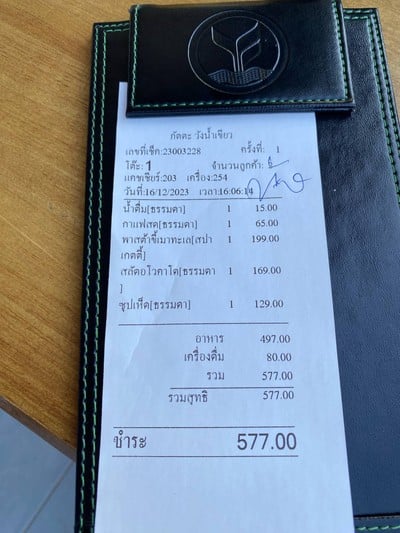 กัตตะ วังน้ำเขียว
เลขที่เช็ค:23003228 ครั้งที่: 1
โต๊ะ:1 จำนวนลูกค้า:
แคชเชียร์:203 เครื่อง:254
วันที่:16/12/2023 เวลา:16:06:14
น้ำดื่ม[ธรรมดา] 1 15.00
กาแฟสด[ธรรมดา] 1 65.00
พาสต้าขี้เมาทะเล[สปา 1 199.00
เกตตี้]
สลัดอโวคาโด[ธรรมดา 1 169.00
]
ซุปเห็ด[ธรรมดา] 1 129.00
อาหาร 497.00
เครื่องดื่ม 80.00
รวม 577.00
รวมสุทธิ 577.00
ชำระ 577.00